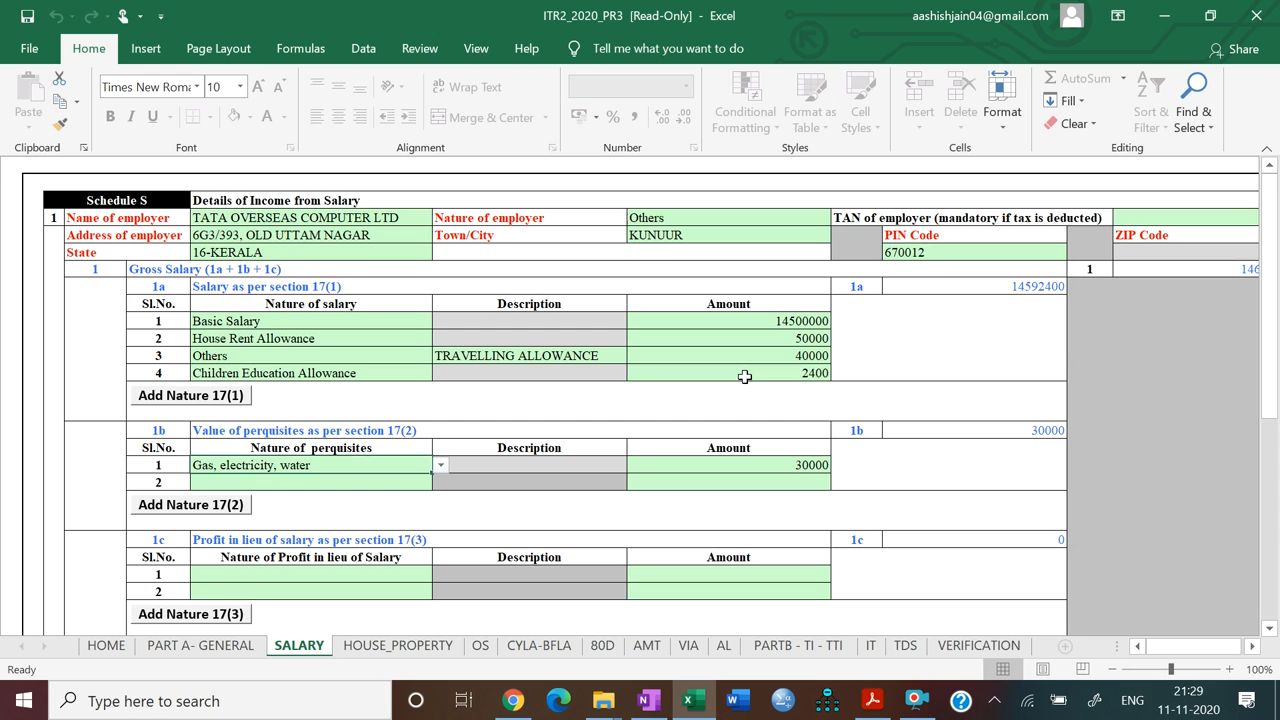 ITR2_2020_PR3 [Read-Only] - Excel
aashishjain04@gmail.com
File Home Insert Page Layout Formulas Data Review View Help Tell me what you want to do Share
Paste
Times New Roma 10
Wrap Text
Merge & Center
Conditional Formatting
Format as Table
Cell Styles
Insert Delete Format
AutoSum
Fill
Clear
Sort & Filter
Find & Select
Clipboard Font Alignment Number Styles Cells Editing
Schedule S Details of Income from Salary
1 Name of employer TATA OVERSEAS COMPUTER LTD Nature of employer Others TAN of employer (mandatory if tax is deducted)
Address of employer 6G3/393, OLD UTTAM NAGAR Town/City KUNUUR PIN Code ZIP Code
State 16-KERALA 670012
1 Gross Salary (1a + 1b + 1c) 1 146
1a Salary as per section 17(1) 1a 14592400
Sl.No. Nature of salary Description Amount
1 Basic Salary 14500000
2 House Rent Allowance 50000
3 Others TRAVELLING ALLOWANCE 40000
4 Children Education Allowance 2400
Add Nature 17(1)
1b Value of perquisites as per section 17(2) 1b 30000
Sl.No. Nature of perquisites Description Amount
1 Gas, electricity, water 30000
2
Add Nature 17(2)
1c Profit in lieu of salary as per section 17(3) 1c 0
Sl.No. Nature of Profit in lieu of Salary Description Amount
1
2
Add Nature 17(3)
HOME PART A- GENERAL SALARY HOUSE_PROPERTY OS CYLA-BFLA 80D AMT VIA AL PARTB - TI - TTI IT TDS VERIFICATION
Ready 100%
Type here to search
ENG
21:29
11-11-2020